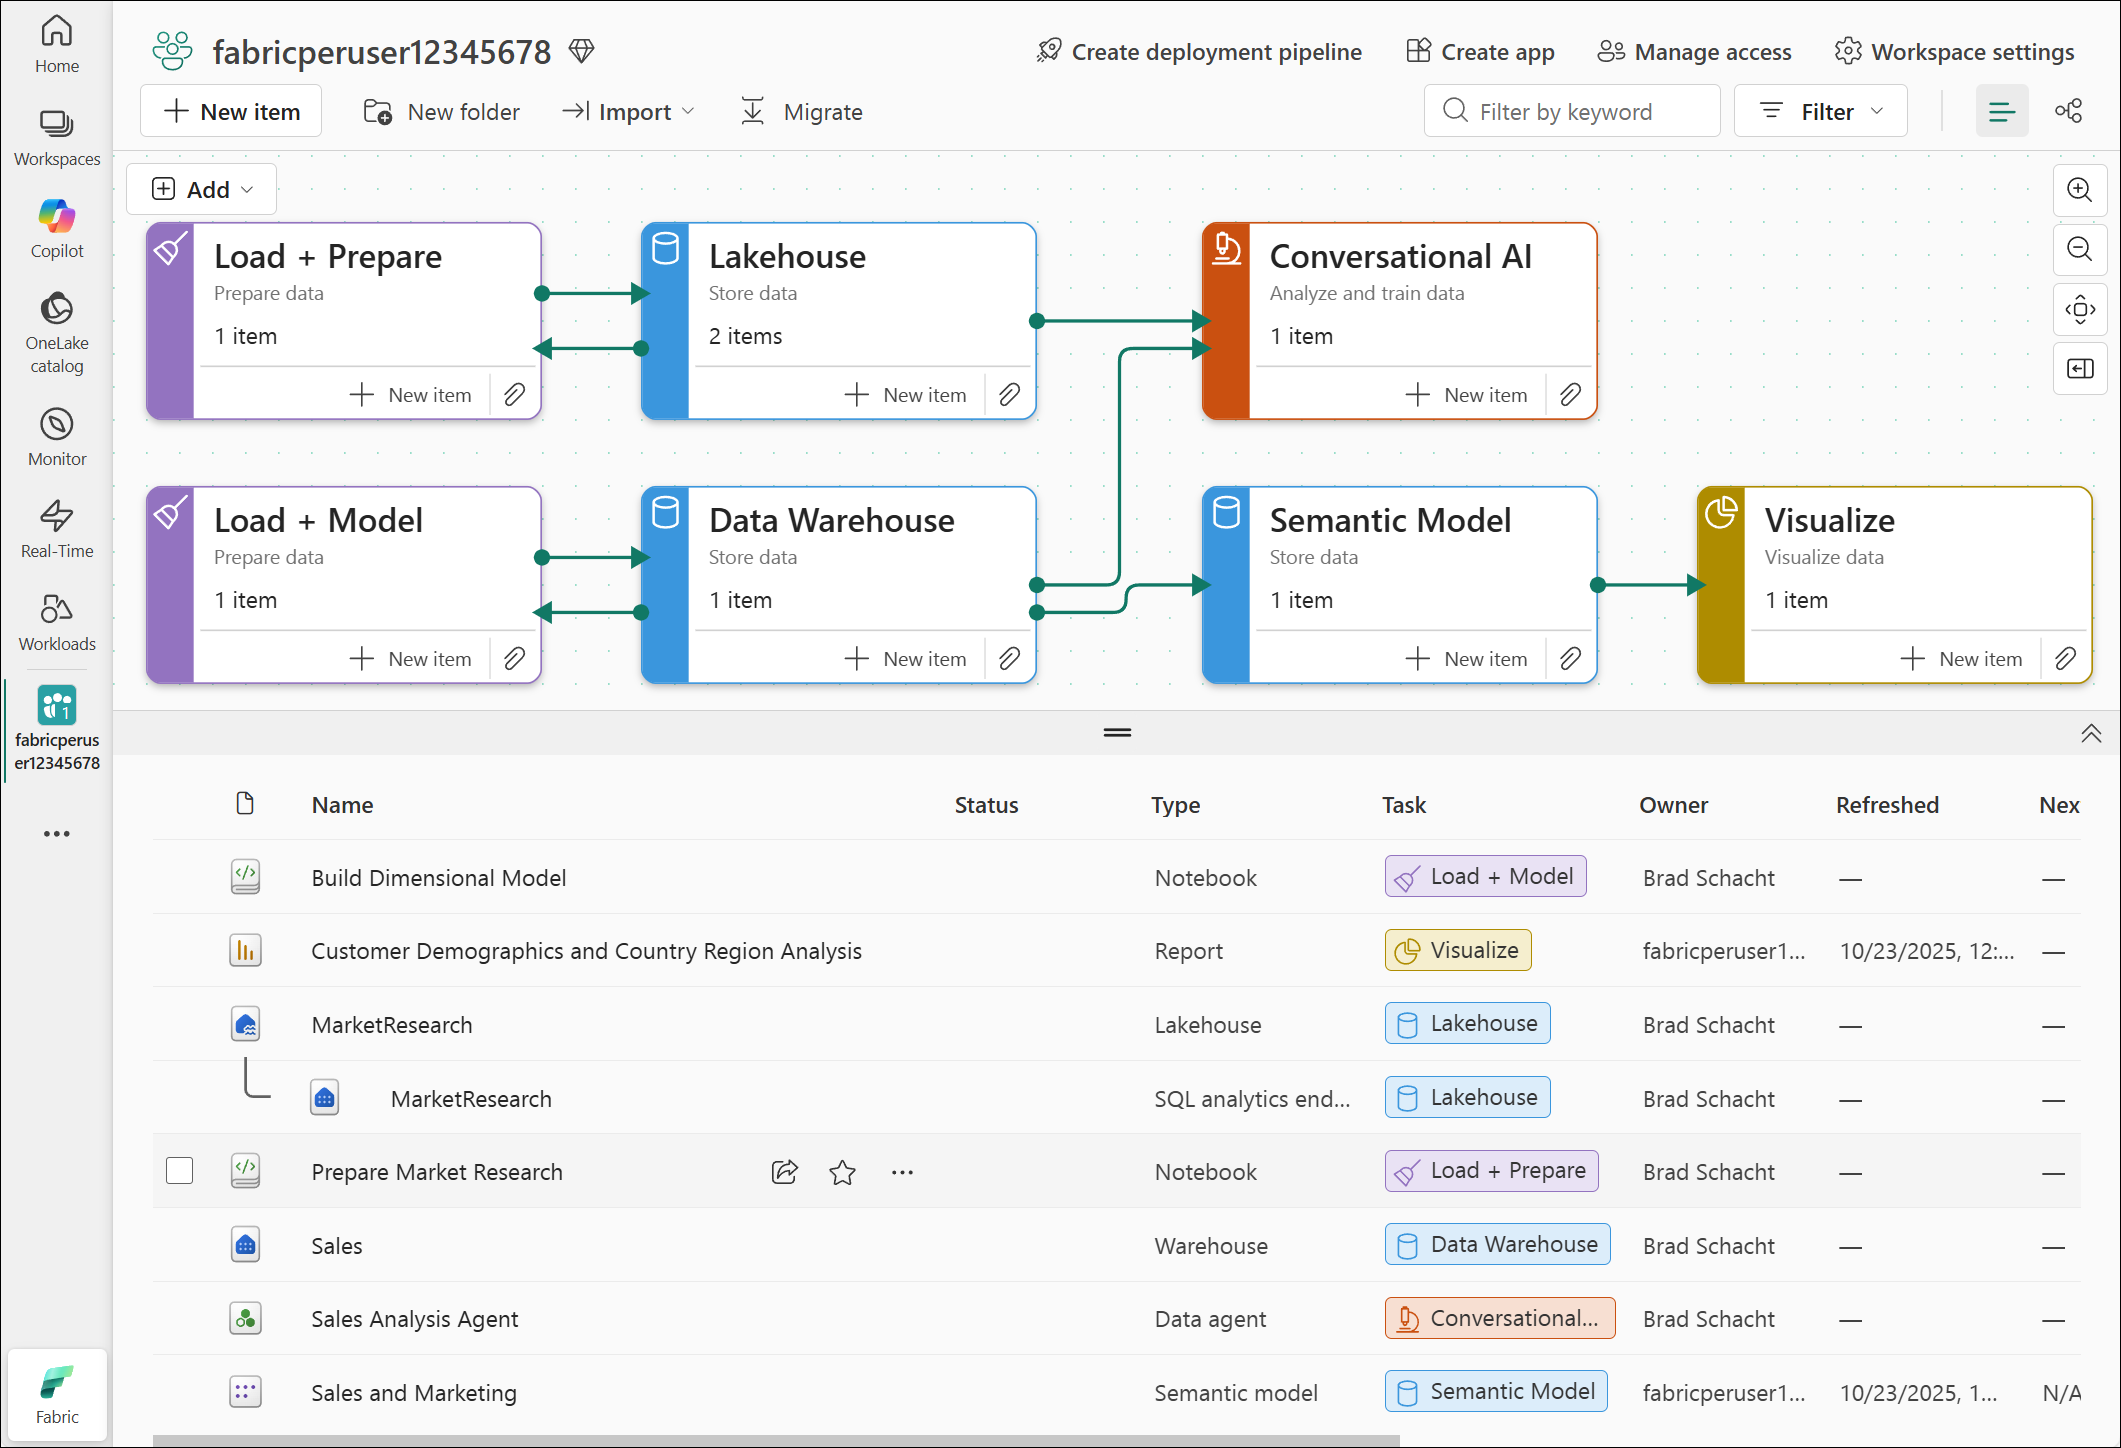 Home
Workspaces
Copilot
OneLake
catalog
Monitor
Real-Time
Workloads
1
fabricperus
er12345678
Fabric
fabricperuser12345678
Create deployment pipeline
Create app
Manage access
Workspace settings
New item
New folder
Import
Migrate
Filter by keyword
Filter
Add
Load + Prepare
Prepare data
1 item
New item
Lakehouse
Store data
2 items
New item
Conversational AI
Analyze and train data
1 item
New item
Load + Model
Prepare data
1 item
New item
Data Warehouse
Store data
1 item
New item
Semantic Model
Store data
1 item
New item
Visualize
Visualize data
1 item
New item
Name Status Type Task Owner Refreshed Nex
Build Dimensional Model Notebook Load + Model Brad Schacht — —
Customer Demographics and Country Region Analysis Report Visualize fabricperuser1... 10/23/2025, 12:... —
MarketResearch Lakehouse Lakehouse Brad Schacht — —
MarketResearch SQL analytics end... Lakehouse Brad Schacht — —
Prepare Market Research Notebook Load + Prepare Brad Schacht — —
Sales Warehouse Data Warehouse Brad Schacht — —
Sales Analysis Agent Data agent Conversational... Brad Schacht — —
Sales and Marketing Semantic model Semantic Model fabricperuser1... 10/23/2025, 1... N/A